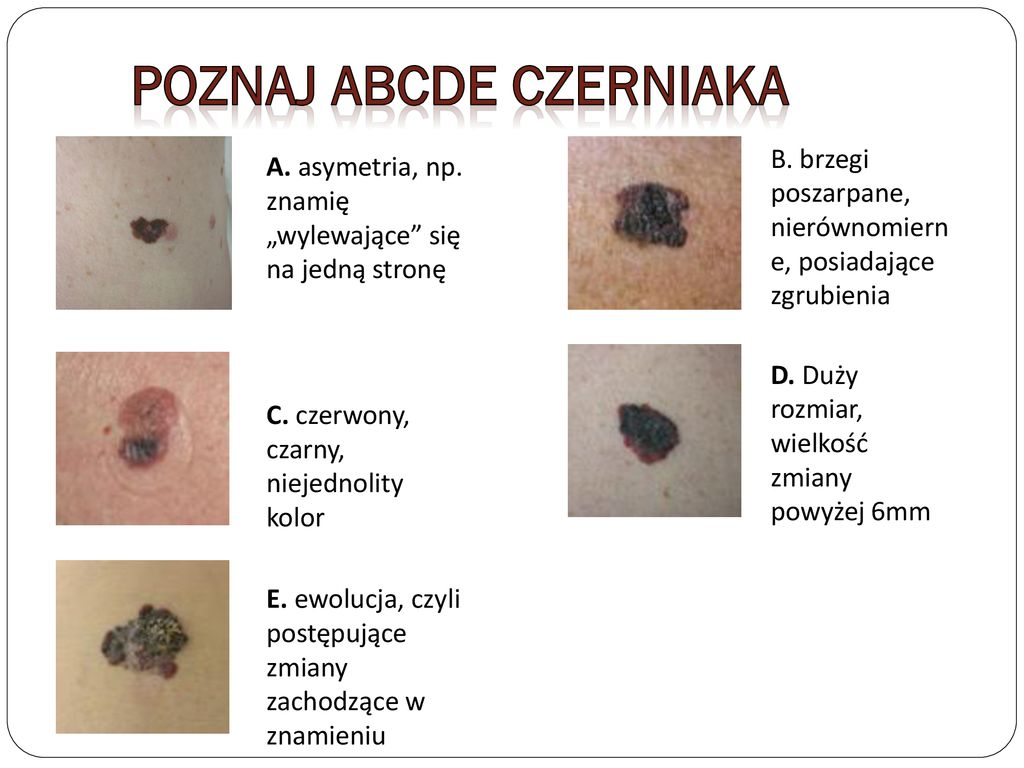 POZNAJ ABCDE CZERNIAKA
A. asymetria, np.
znamię
„wylewające” się
na jedną stronę
B. brzegi
poszarpane,
nierównomiern
e, posiadające
zgrubienia
C. czerwony,
czarny,
niejednolity
kolor
D. Duży
rozmiar,
wielkość
zmiany
powyżej 6mm
E. ewolucja, czyli
postępujące
zmiany
zachodzące w
znamieniu